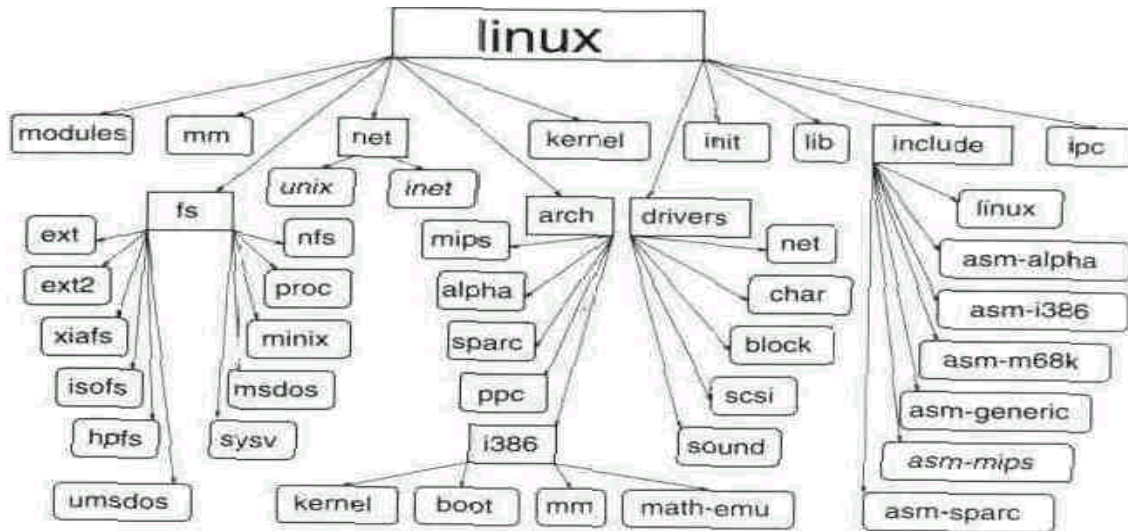 linux
modules
mm
net
kernel
init
lib
include
ipc
unix
inet
fs
arch
drivers
linux
ext
nfs
mips
net
asm-alpha
ext2
proc
alpha
char
asm-i386
xiafs
minix
sparc
block
asm-m68k
isofs
msdos
ppc
scsi
asm-generic
hpfs
sysv
i386
sound
asm-mips
umsdos
kernel
boot
mm
math-emu
asm-sparc